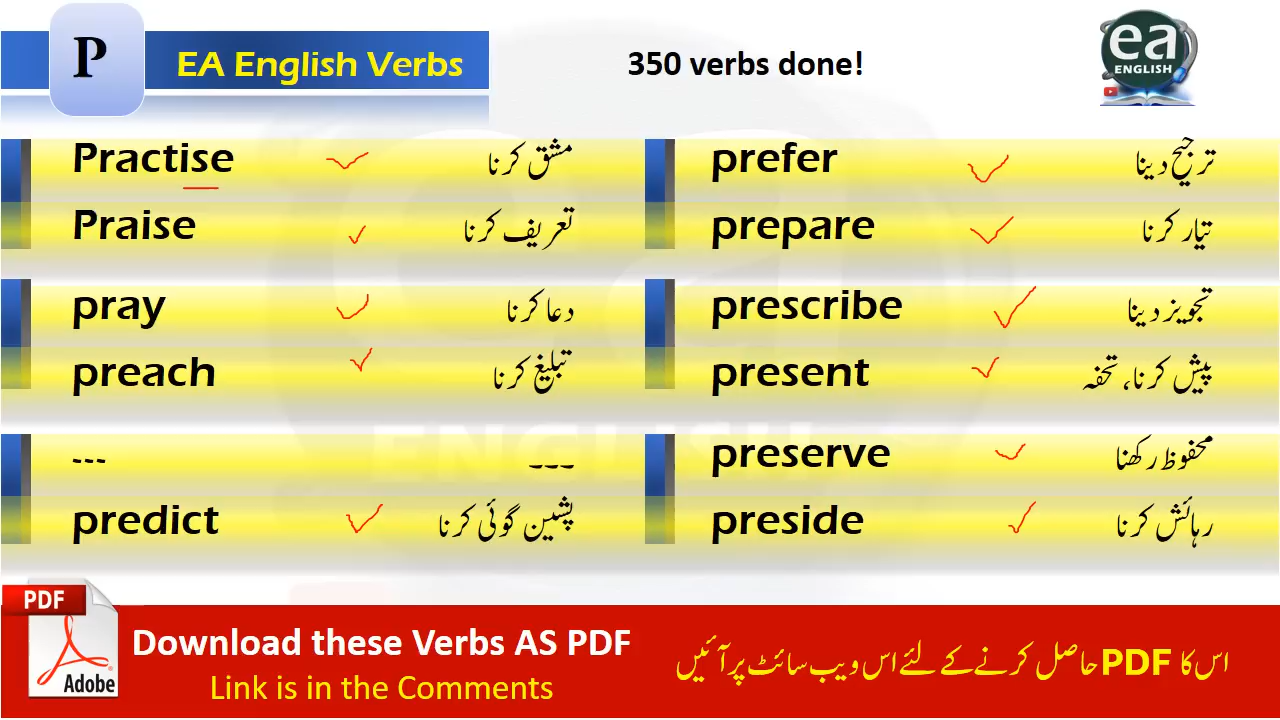 P
EA English Verbs
350 verbs done!
ea
ENGLISH
Practise مشق کرنا
Praise تعریف کرنا
pray دعا کرنا
preach تبلیغ کرنا
--- ---
predict پشین گوئی کرنا
prefer ترجیح دینا
prepare تیار کرنا
prescribe تجویز دینا
present پیش کرنا، تحفہ
preserve محفوظ رکھنا
preside رہائش کرنا
ENGLISH
PDF
Adobe
Download these Verbs AS PDF
Link is in the Comments
اس کا PDF حاصل کرنے کے لئے اس ویب سائٹ پر آئیں